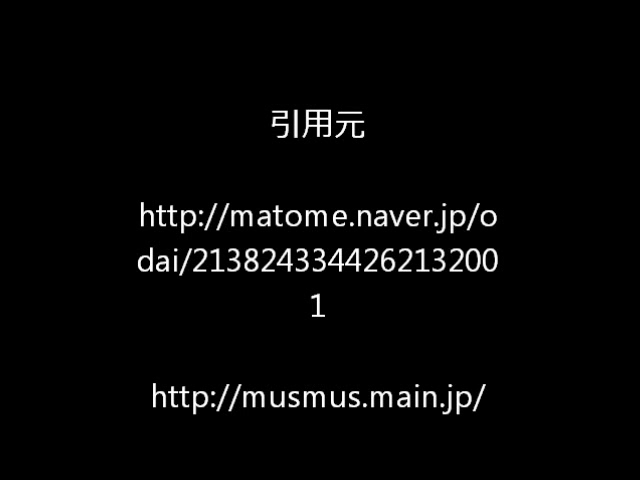 引用元
http://matome.naver.jp/o
dai/213824334426213200
1
http://musmus.main.jp/